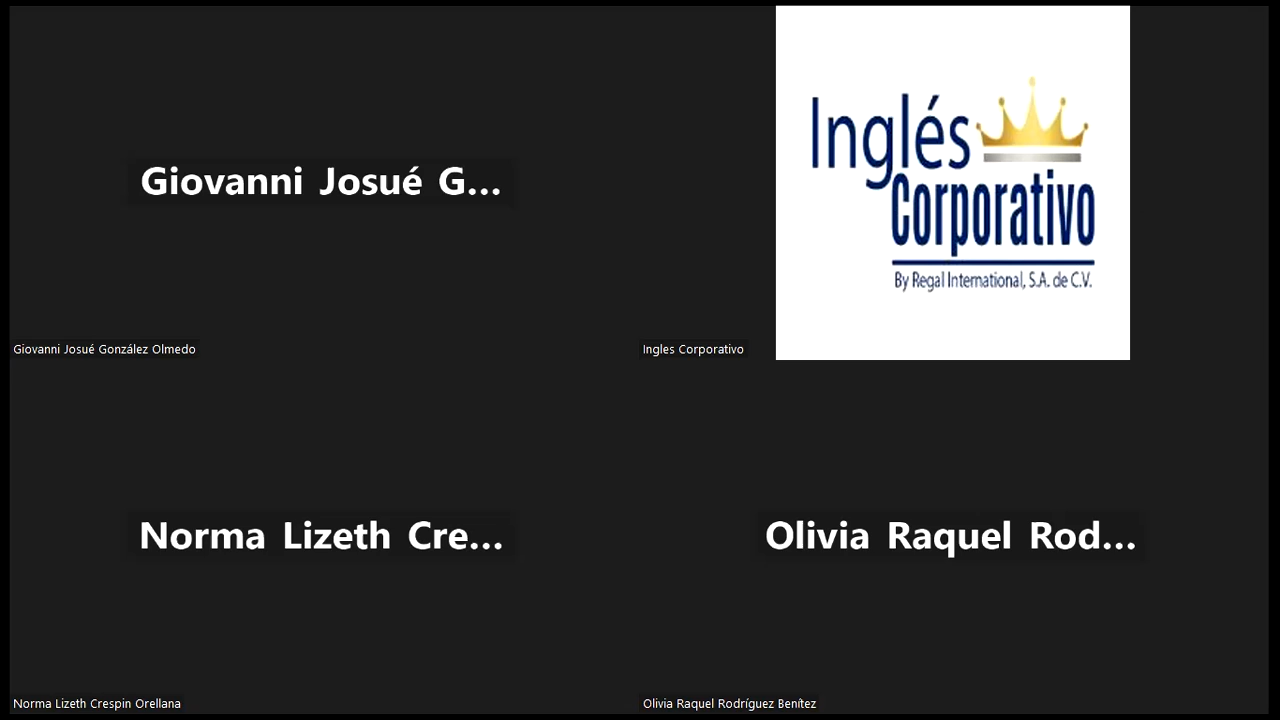 Giovanni Josué G...
Giovanni Josué González Olmedo
Inglés
Corporativo
By Regal International, S.A. de C.V.
Ingles Corporativo
Norma Lizeth Cre...
Norma Lizeth Crespin Orellana
Olivia Raquel Rod...
Olivia Raquel Rodríguez Benítez